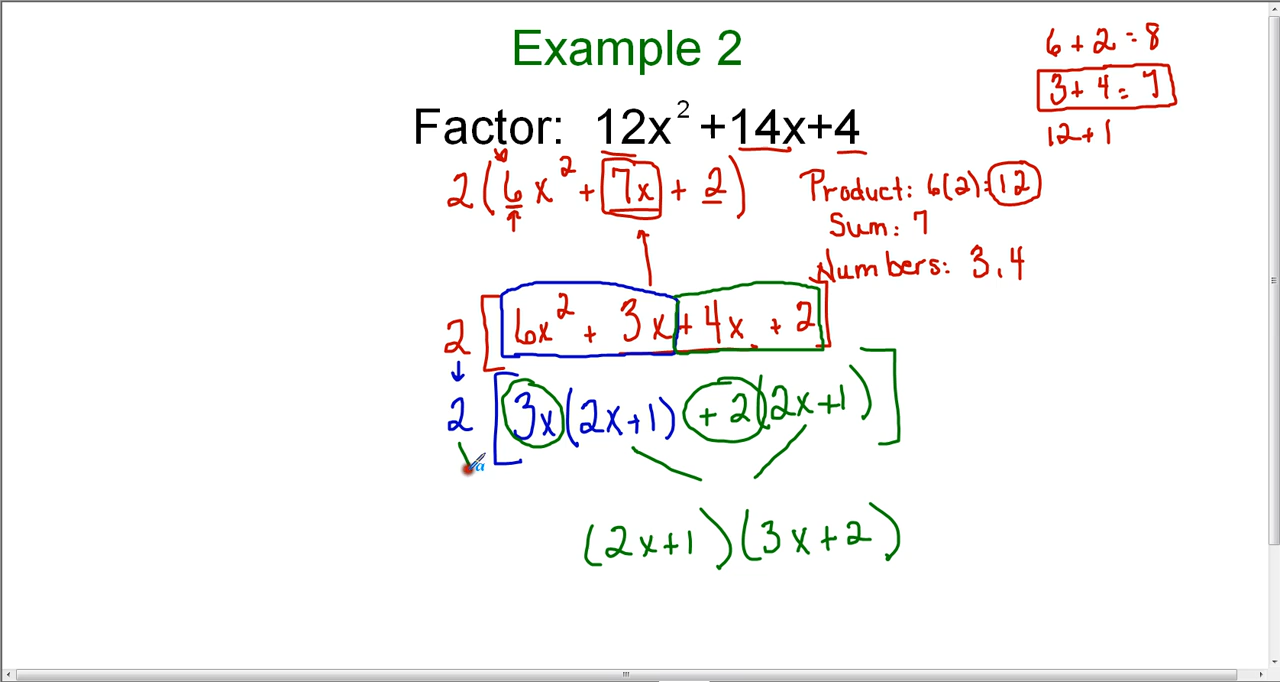 Example 2
6 + 2 = 8
3 + 4 = 7
12 + 1
Factor: 12x² +14x+4
2 ( 6x² + 7x + 2 )
Product: 6(2)=12
Sum: 7
Numbers: 3, 4
2 [ 6x² + 3x + 4x + 2 ]
2 [ 3x (2x+1) + 2 (2x+1) ]
(2x+1)(3x+2)